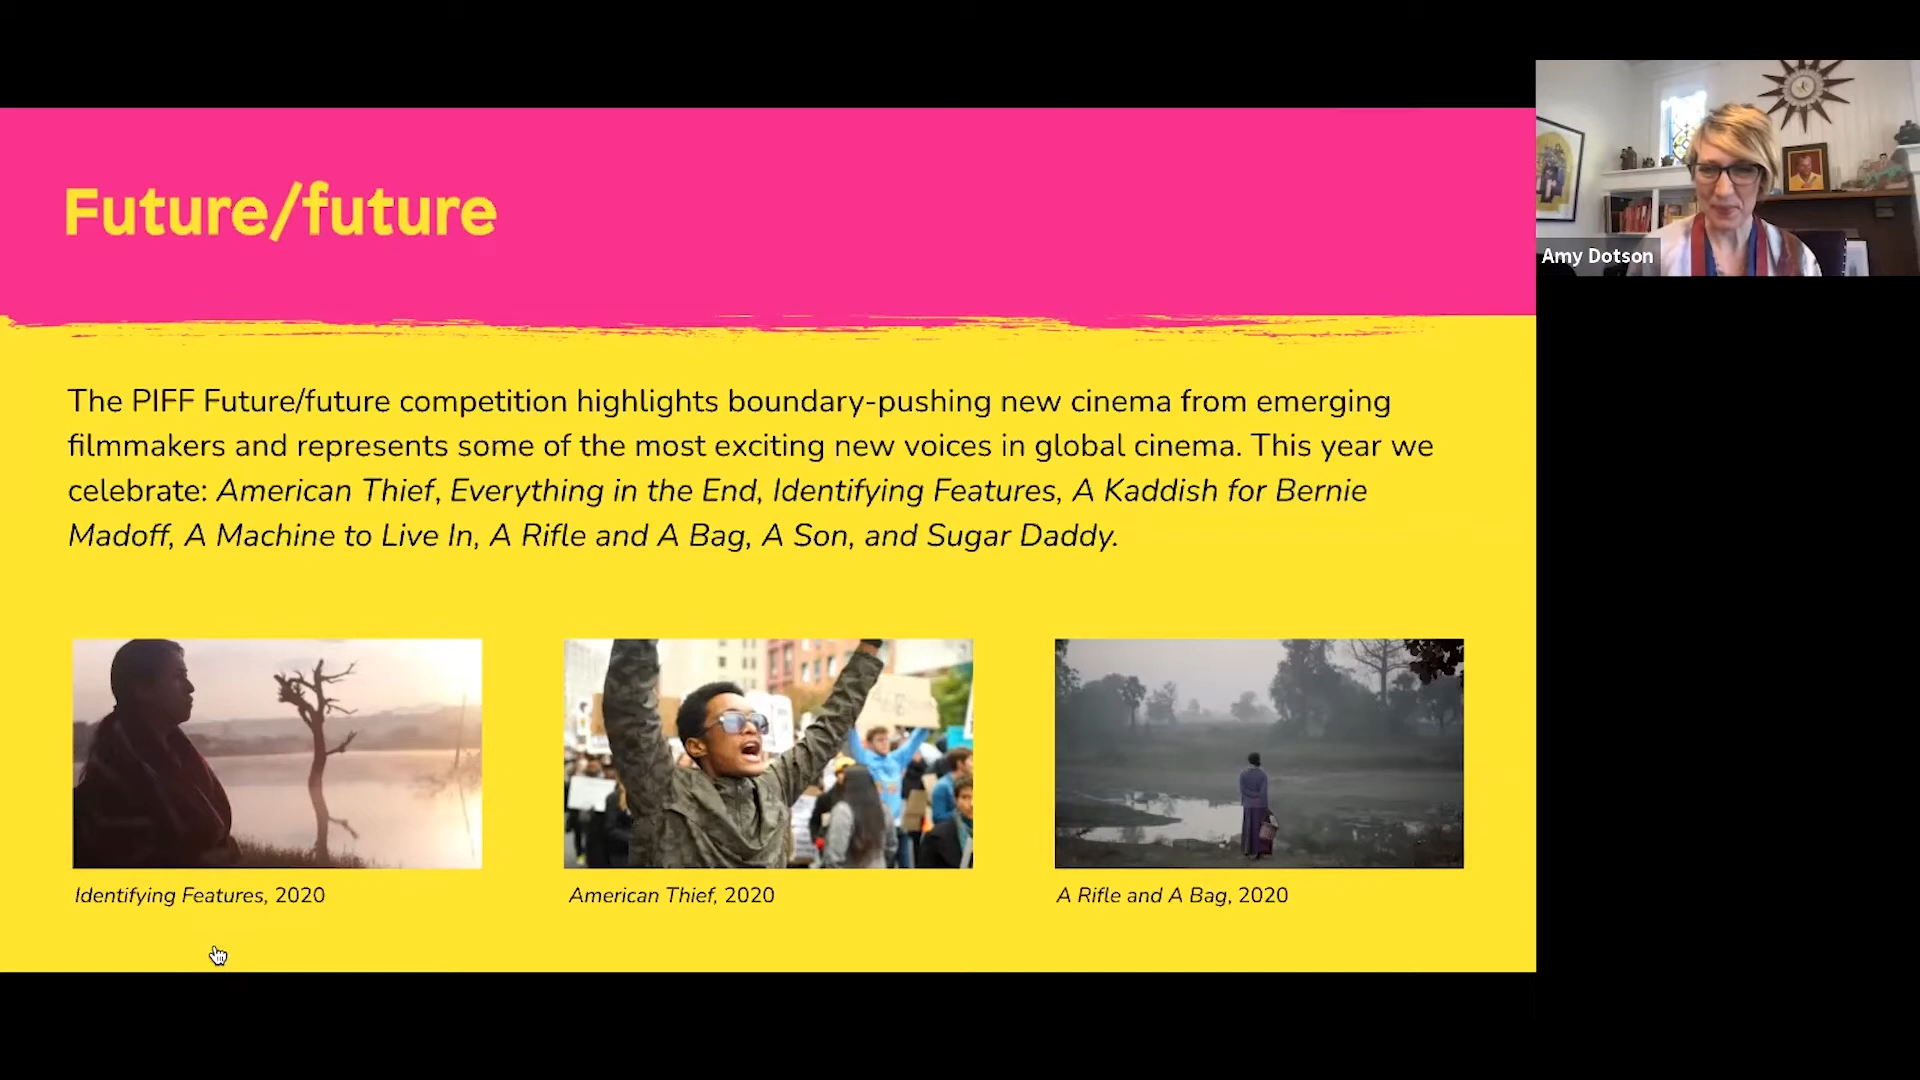 Future/future
Amy Dotson
The PIFF Future/future competition highlights boundary-pushing new cinema from emerging
filmmakers and represents some of the most exciting new voices in global cinema. This year we
celebrate: American Thief, Everything in the End, Identifying Features, A Kaddish for Bernie
Madoff, A Machine to Live In, A Rifle and A Bag, A Son, and Sugar Daddy.
Identifying Features, 2020
American Thief, 2020
A Rifle and A Bag, 2020